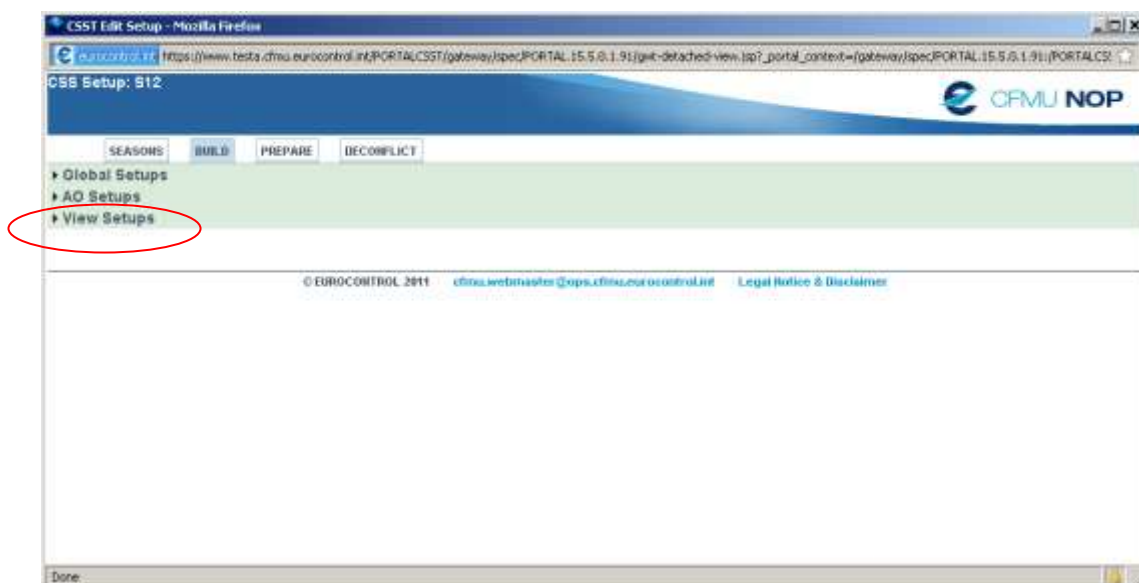 CSST Edit Setup - Mozilla Firefox
eurocontrol.int https://www.testa.cfmu.eurocontrol.int/PORTALCSST/gateway/spec/PORTAL.15.5.0.1.91/gwt-detached-view.jsp?_portal_context=/gateway/spec/PORTAL.15.5.0.1.91:/PORTALCS
CSS Setup: S12
CFMU NOP
SEASONS BUILD PREPARE DECONFLICT
Global Setups
AO Setups
View Setups
© EUROCONTROL 2011 cfmu.webmaster@ops.cfmu.eurocontrol.int Legal Notice & Disclaimer
Done